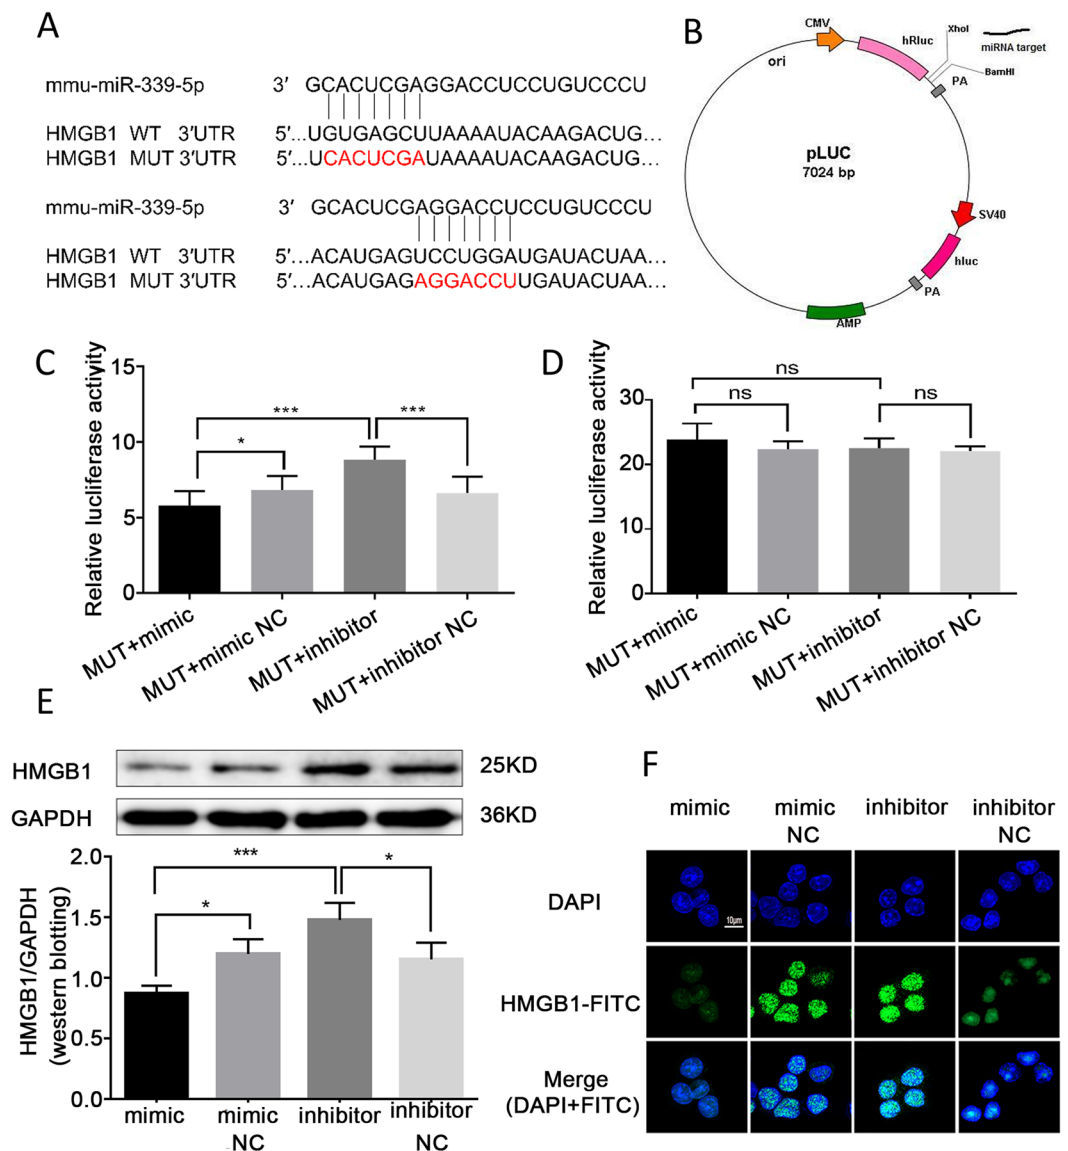 A
mmu-miR-339-5p 3′ GCACUCGAGGACCUCCUGUCCCU
HMGB1 WT 3′UTR 5′...UGUGAGCUUAAAAUACAAGACUG...
HMGB1 MUT 3′UTR 5′...UCACUCGAUAAAAUACAAGACUG...
mmu-miR-339-5p 3′ GCACUCGAGGACCUCCUGUCCCU
HMGB1 WT 3′UTR 5′...ACAUGAGUCCUGGAUGAUACUAA...
HMGB1 MUT 3′UTR 5′...ACAUGAGAGGACCUUGAUACUAA...
B
CMV
hRluc
XhoI
miRNA target
BamHI
PA
ori
pLUC
7024 bp
SV40
hluc
PA
AMP
C
Relative lucliferase activity
15
10
5
0
***
***
*
MUT+mimic
MUT+mimic NC
MUT+inhibitor
MUT+inhibitor NC
D
Relative lucliferase activity
30
20
10
0
ns
ns
ns
MUT+mimic
MUT+mimic NC
MUT+inhibitor
MUT+inhibitor NC
E
HMGB1 25KD
GAPDH 36KD
HMGB1/GAPDH
(western blotting)
2.0
1.5
1.0
0.5
0.0
***
*
*
mimic
mimic
NC
inhibitor
inhibitor
NC
F
mimic
mimic
NC
inhibitor
inhibitor
NC
DAPI
10μm
HMGB1-FITC
Merge
(DAPI+FITC)